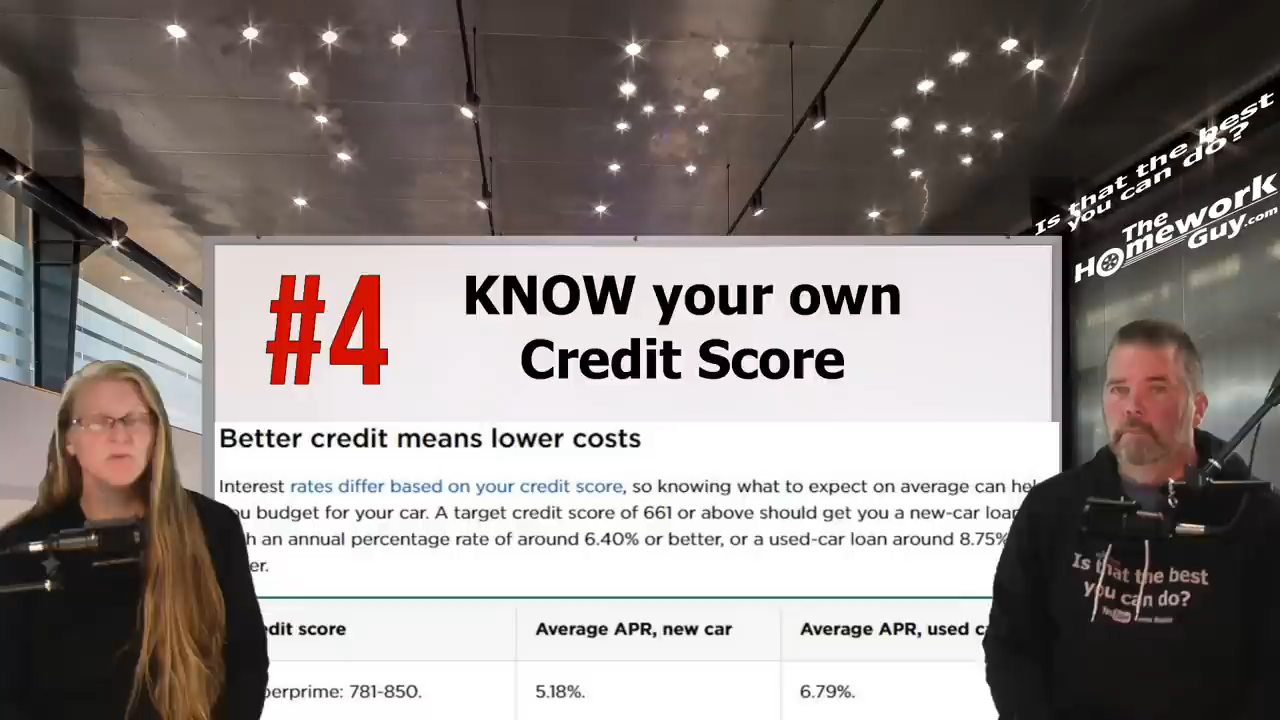 Is that the best
you can do?
The
Homework
Guy.com
#4
KNOW your own
Credit Score
Better credit means lower costs
Interest rates differ based on your credit score, so knowing what to expect on average can hel
ou budget for your car. A target credit score of 661 or above should get you a new-car loan
h an annual percentage rate of around 6.40% or better, or a used-car loan around 8.75%
er.
dit score
Average APR, new car
Average APR, used c
perprime: 781-850.
5.18%.
6.79%.
Is that the best
you can do?
YouTube